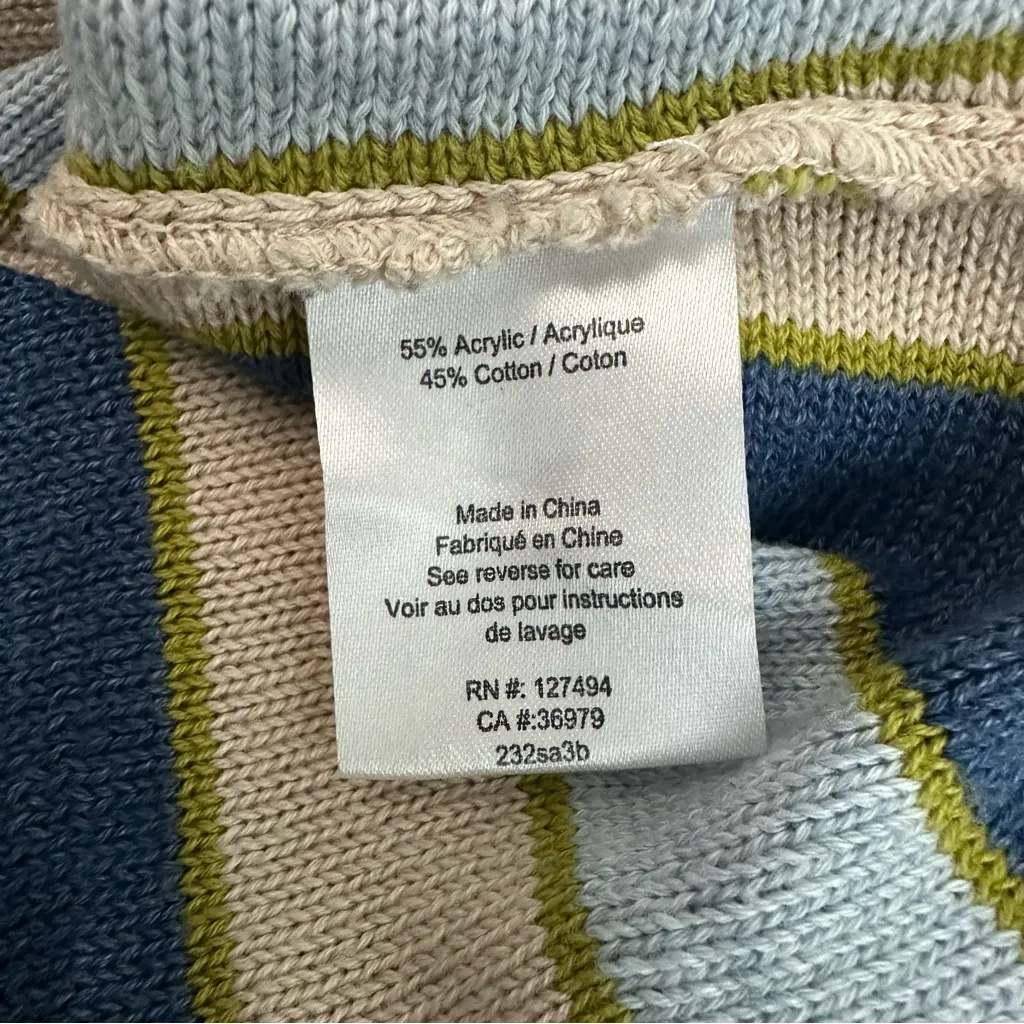 55% Acrylic / Acrylique
45% Cotton / Coton
Made in China
Fabriqué en Chine
See reverse for care
Voir au dos pour instructions
de lavage
RN #: 127494
CA #:36979
232sa3b